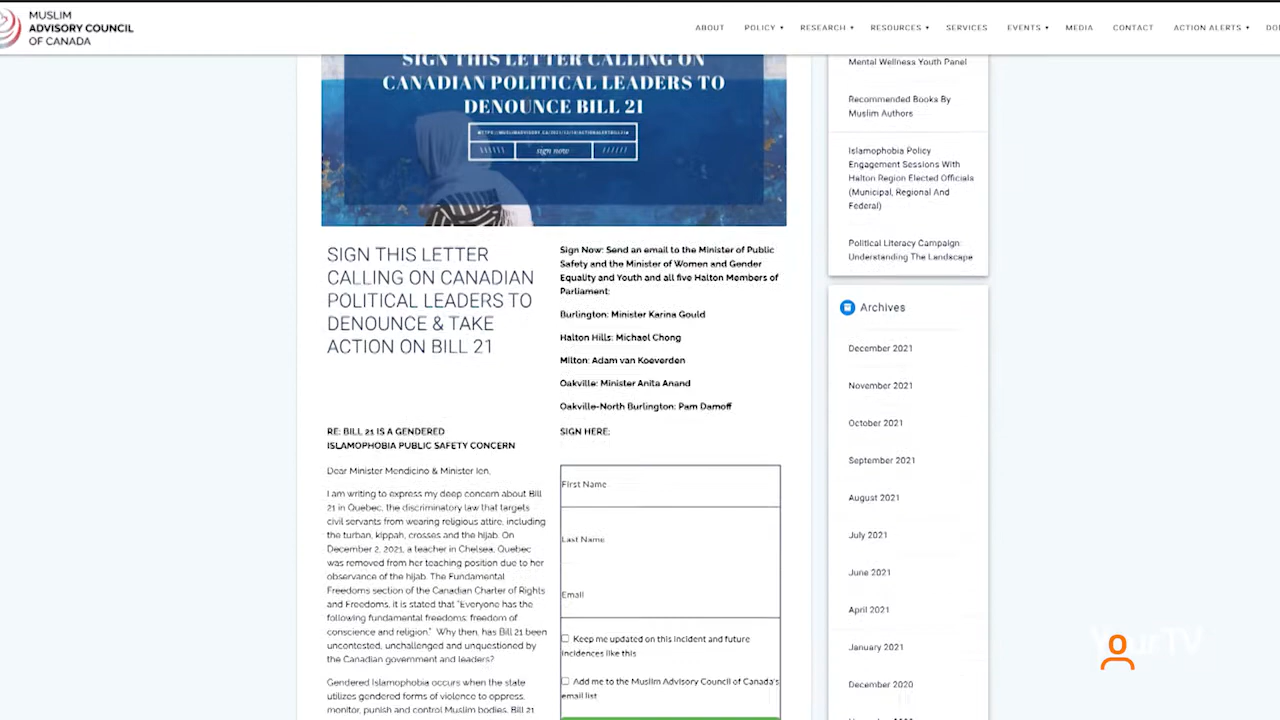 MUSLIM
ADVISORY COUNCIL
OF CANADA
ABOUT
POLICY
RESEARCH
RESOURCES
SERVICES
EVENTS
MEDIA
CONTACT
ACTION ALERTS
SIGN THIS LETTER CALLING ON
CANADIAN POLITICAL LEADERS TO
DENOUNCE BILL 21
sign now
SIGN THIS LETTER
CALLING ON CANADIAN
POLITICAL LEADERS TO
DENOUNCE & TAKE
ACTION ON BILL 21
RE: BILL 21 IS A GENDERED
ISLAMOPHOBIA PUBLIC SAFETY CONCERN
Dear Minister Mendicino & Minister Ien,
I am writing to express my deep concern about Bill
21 in Quebec, the discriminatory law that targets
civil servants from wearing religious attire, including
the turban, kippah, crosses and the hijab. On
December 2, 2021, a teacher in Chelsea, Quebec
was removed from her teaching position due to her
observance of the hijab. The Fundamental
Freedoms section of the Canadian Charter of Rights
and Freedoms, it is stated that "Everyone has the
following fundamental freedoms: freedom of
conscience and religion." Why then, has Bill 21 been
uncontested, unchallenged and unquestioned by
the Canadian government and leaders?
Gendered Islamophobia occurs when the state
utilizes gendered forms of violence to oppress,
monitor, punish and control Muslim bodies. Bill 21
Sign Now: Send an email to the Minister of Public
Safety and the Minister of Women and Gender
Equality and Youth and all five Halton Members of
Parliament:
Burlington: Minister Karina Gould
Halton Hills: Michael Chong
Milton: Adam van Koeverden
Oakville: Minister Anita Anand
Oakville-North Burlington: Pam Damoff
SIGN HERE:
First Name
Last Name
Email
Keep me updated on this incident and future
incidences like this
Add me to the Muslim Advisory Council of Canada's
email list
Mental Wellness Youth Panel
Recommended Books By
Muslim Authors
Islamophobia Policy
Engagement Sessions With
Halton Region Elected Officials
(Municipal, Regional And
Federal)
Political Literacy Campaign:
Understanding The Landscape
Archives
December 2021
November 2021
October 2021
September 2021
August 2021
July 2021
June 2021
April 2021
January 2021
December 2020
YourTV